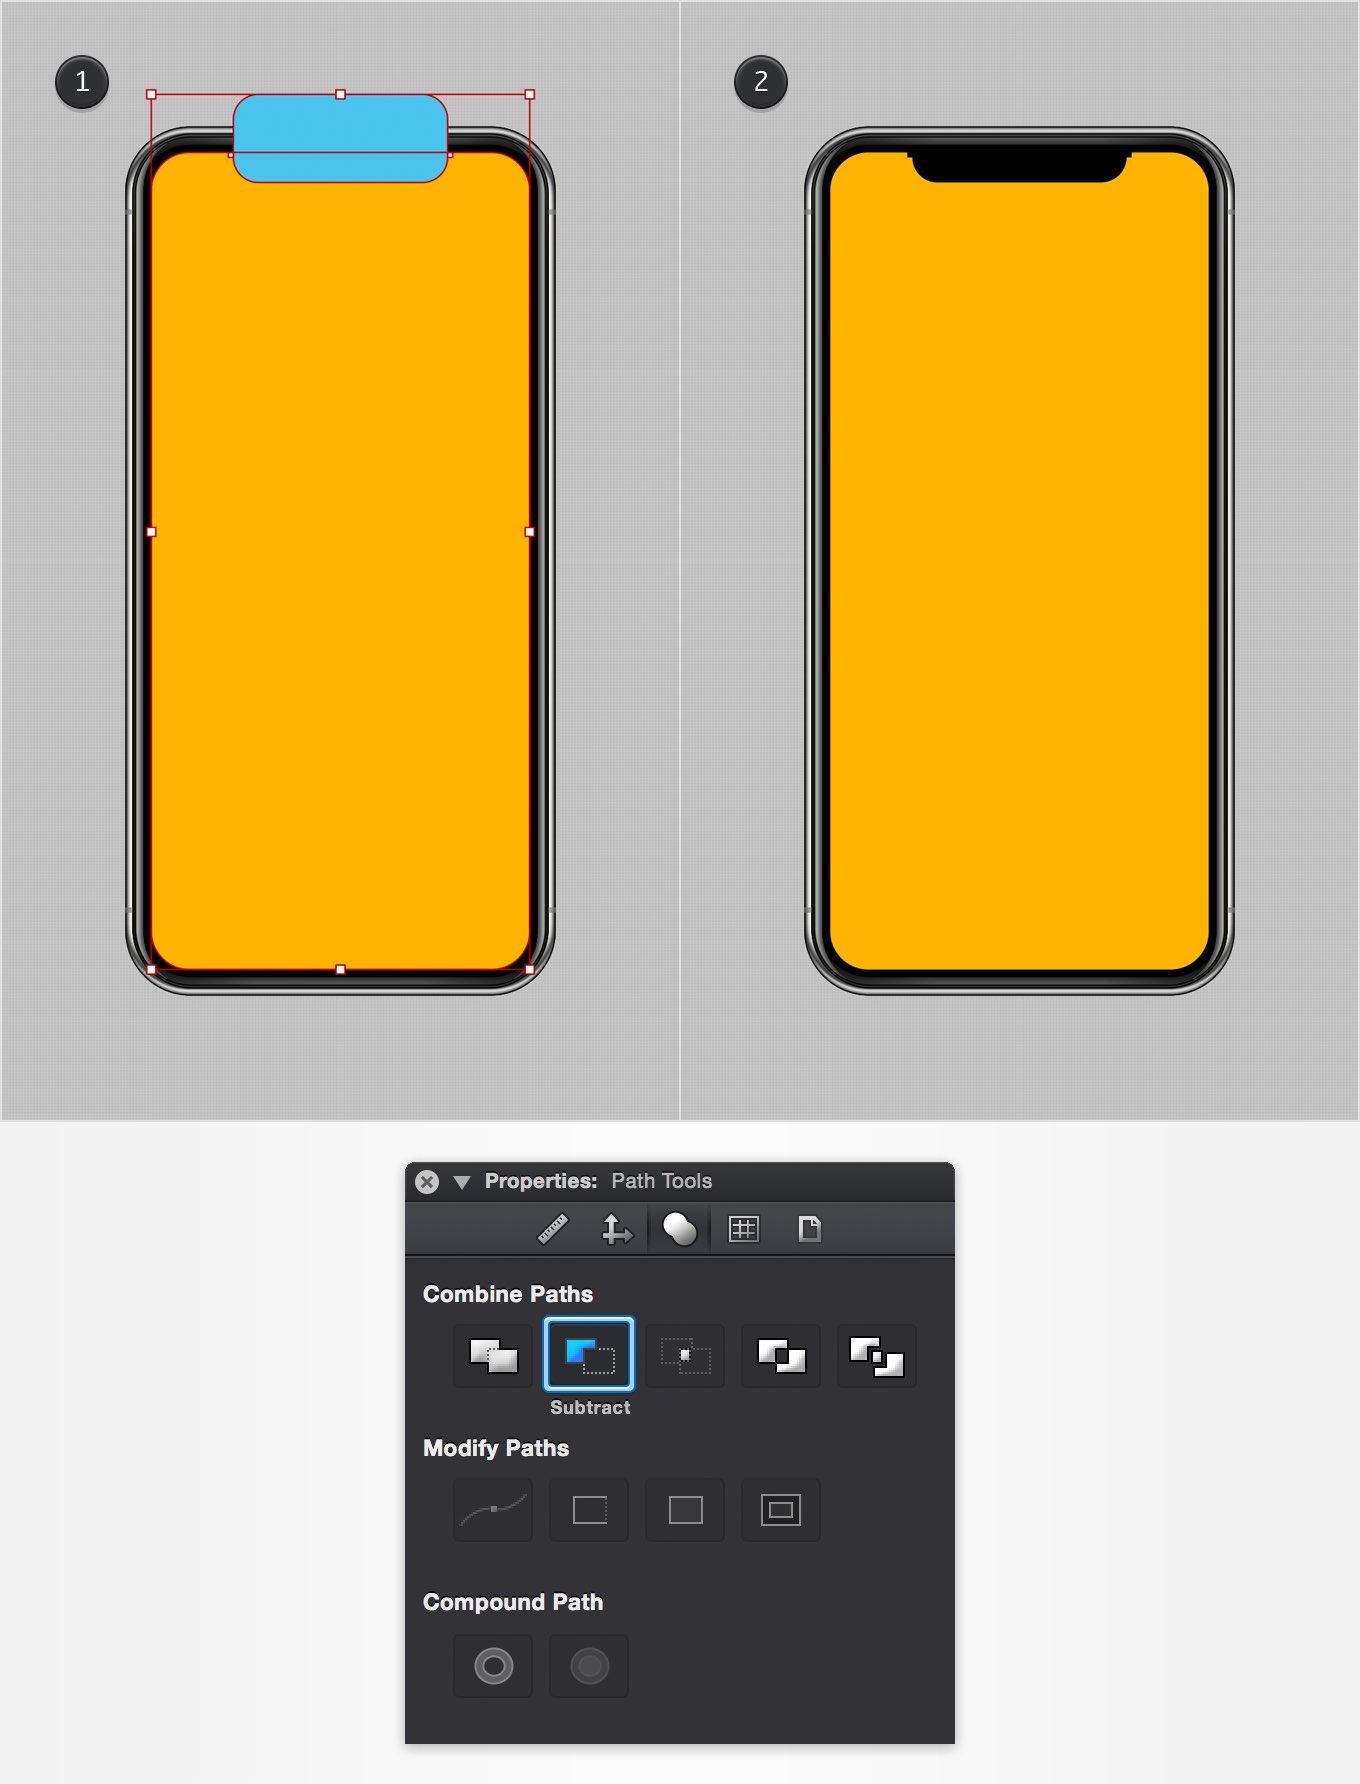 1
2
Properties: Path Tools
Combine Paths
Subtract
Modify Paths
Compound Path